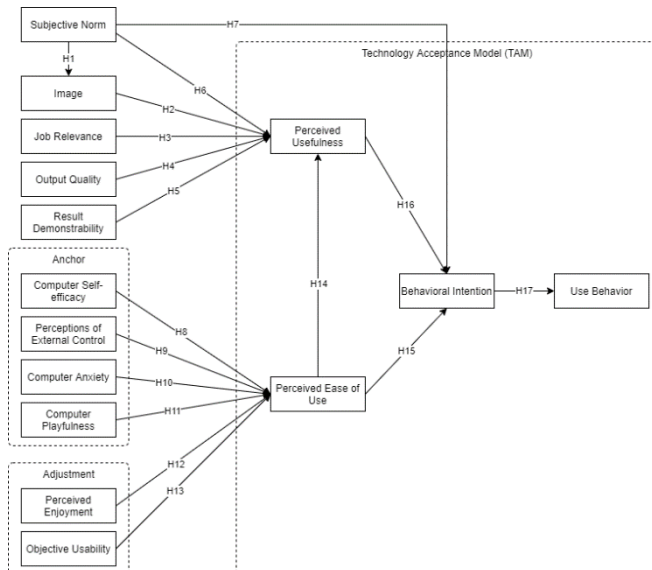 Subjective Norm
H7
Technology Acceptance Model (TAM)
H1
Image
H6
H2
Job Relevance
H3
Perceived
Usefulness
Output Quality
H4
H5
Result
Demonstrability
H16
Anchor
Computer Self-
efficacy
H14
Behavioral Intention
H17
Use Behavior
Perceptions of
External Control
H8
H9
Computer Anxiety
H10
H15
Perceived Ease of
Use
Computer
Playfulness
H11
Adjustment
H12
H13
Perceived
Enjoyment
Objective Usability